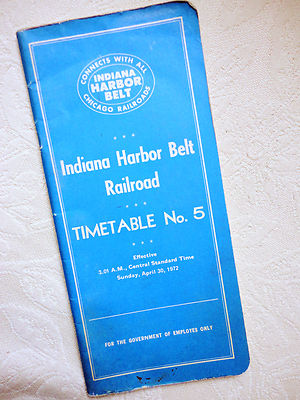 CONNECTS WITH ALL
INDIANA
HARBOR
BELT
CHICAGO RAILROADS
Indiana Harbor Belt
Railroad
TIMETABLE No. 5
Effective
3.01 A.M., Central Standard Time
Sunday, April 30, 1972
FOR THE GOVERNMENT OF EMPLOYES ONLY